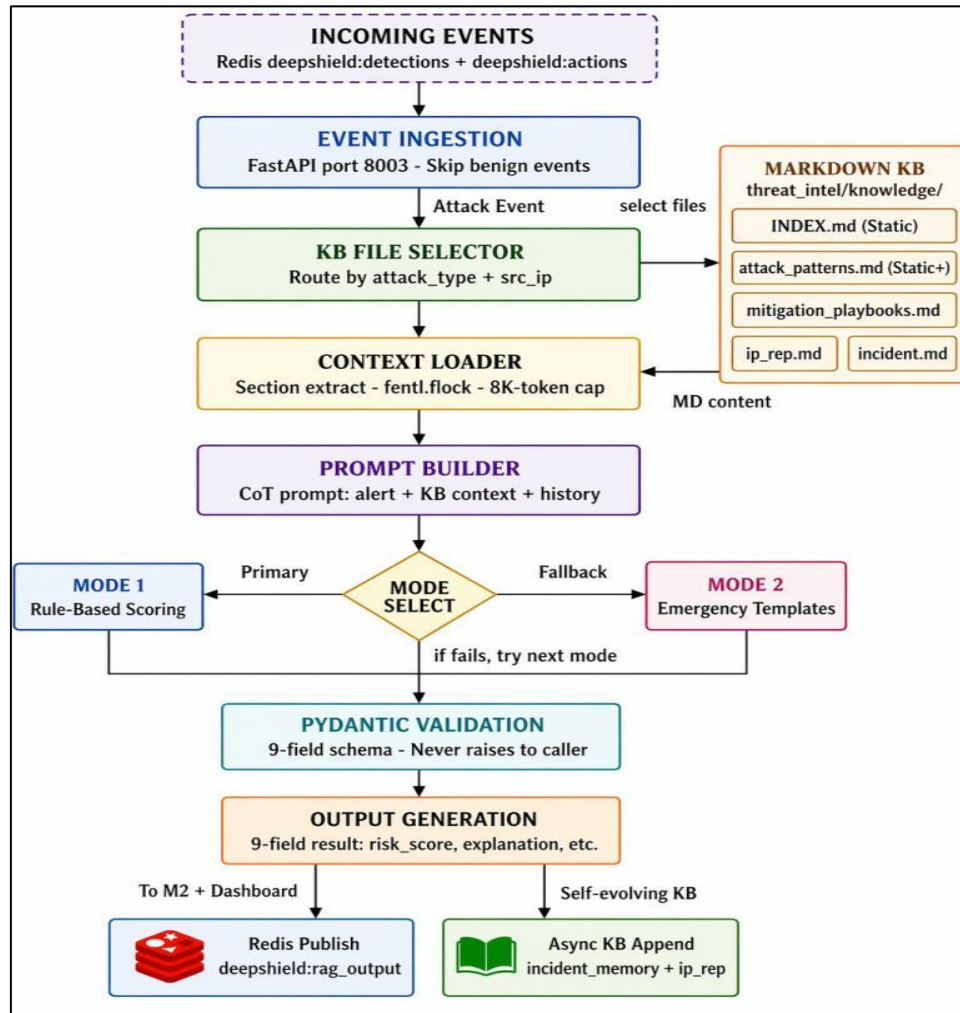 INCOMING EVENTS
Redis deepshield:detections + deepshield:actions
EVENT INGESTION
FastAPI port 8003 - Skip benign events
Attack Event
select files
MARKDOWN KB
threat_intel/knowledge/
INDEX.md (Static)
attack_patterns.md (Static+)
mitigation_playbooks.md
ip_rep.md
incident.md
KB FILE SELECTOR
Route by attack_type + src_ip
CONTEXT LOADER
Section extract - fentl.flock - 8K-token cap
MD content
PROMPT BUILDER
CoT prompt: alert + KB context + history
MODE 1
Rule-Based Scoring
Primary
MODE
SELECT
Fallback
MODE 2
Emergency Templates
if fails, try next mode
PYDANTIC VALIDATION
9-field schema - Never raises to caller
OUTPUT GENERATION
9-field result: risk_score, explanation, etc.
To M2 + Dashboard
Self-evolving KB
Redis Publish
deepshield:rag_output
Async KB Append
incident_memory + ip_rep